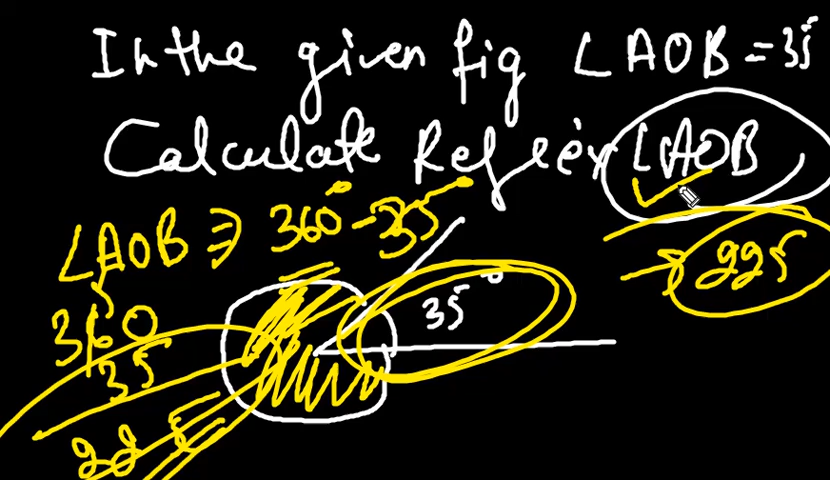 In the given fig ∠AOB = 35°
Calculate Reflex ∠AOB
∠AOB ⇒ 360° - 35°
→ 225
35°
360
35
225